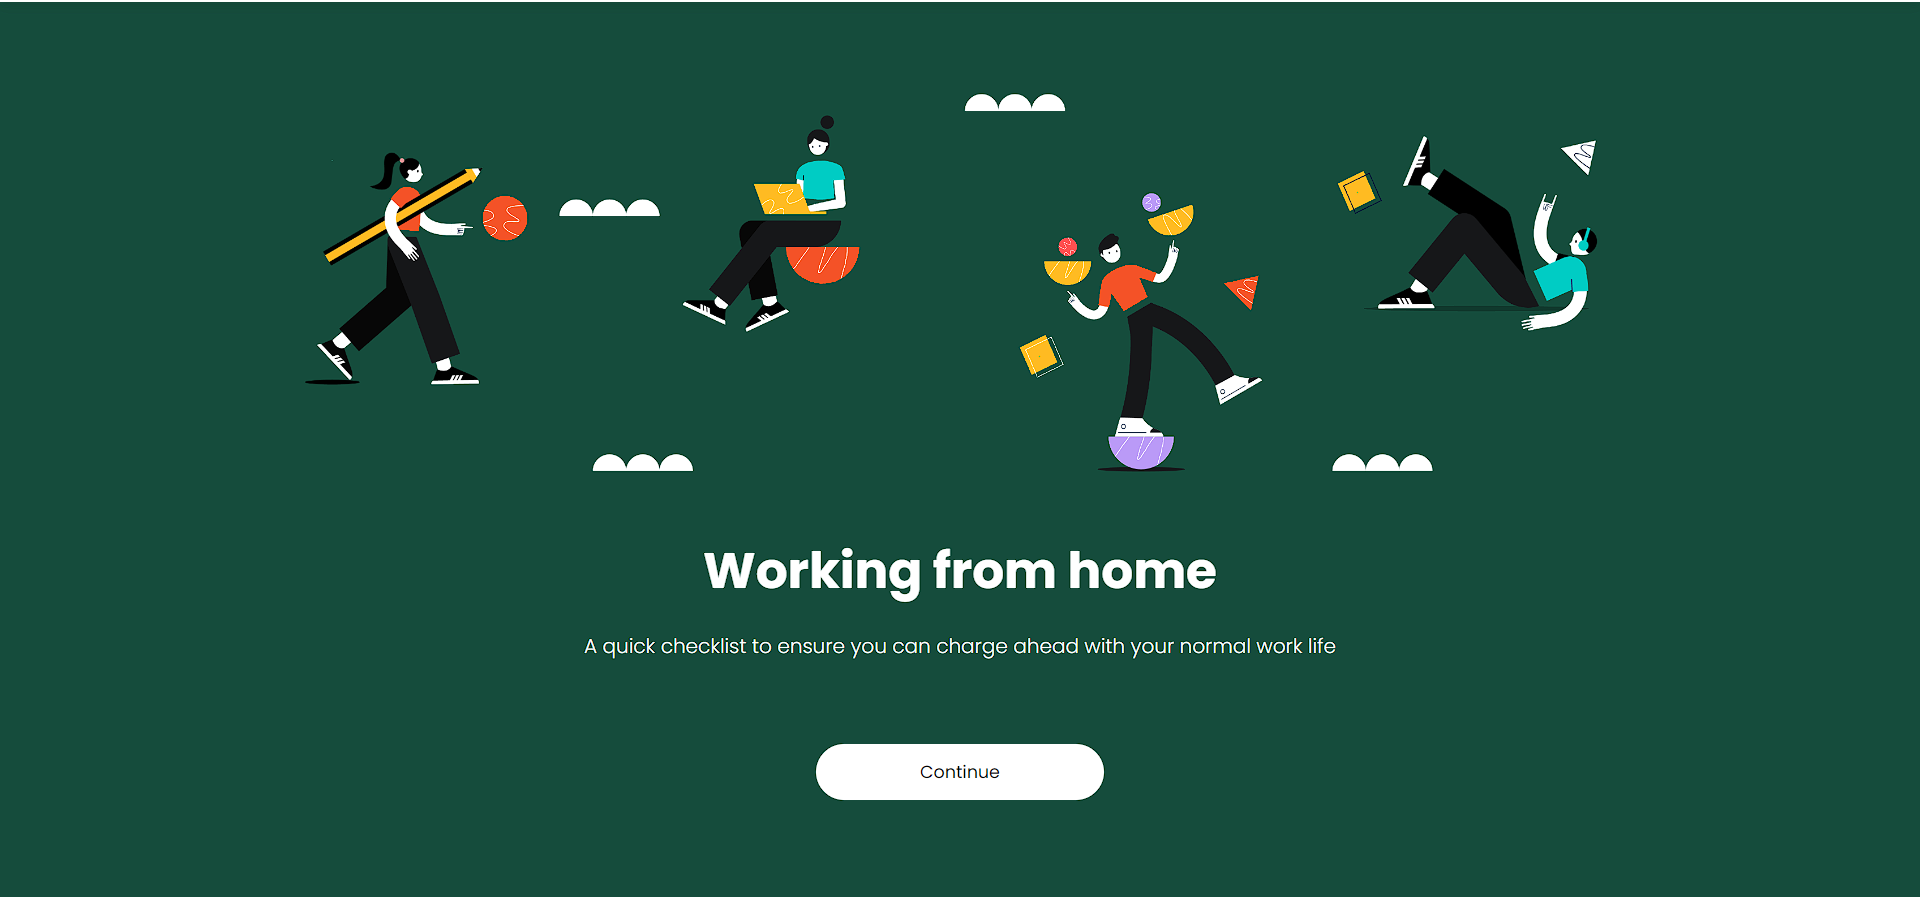 Working from home
A quick checklist to ensure you can charge ahead with your normal work life
Continue